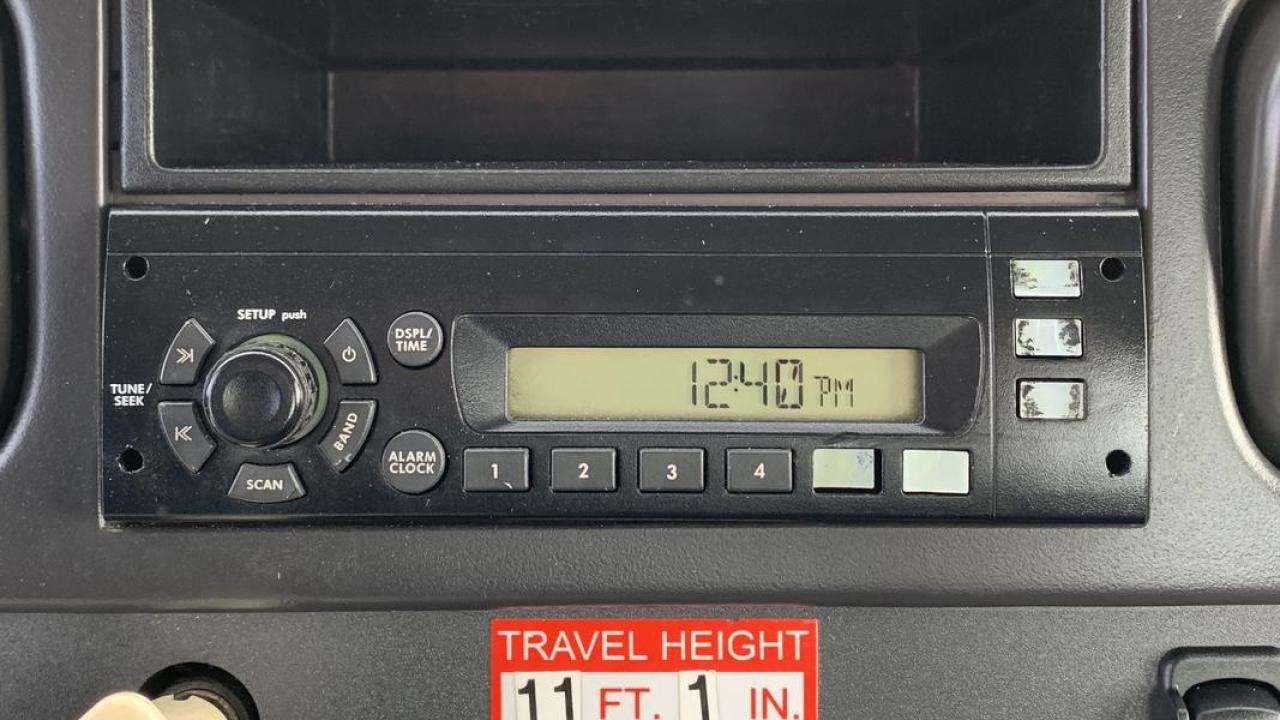 SETUP push
DSPL/
TIME
TUNE/
SEEK
BAND
SCAN
ALARM
CLOCK
12:40 PM
1 2 3 4
TRAVEL HEIGHT
11 FT. 1 IN.